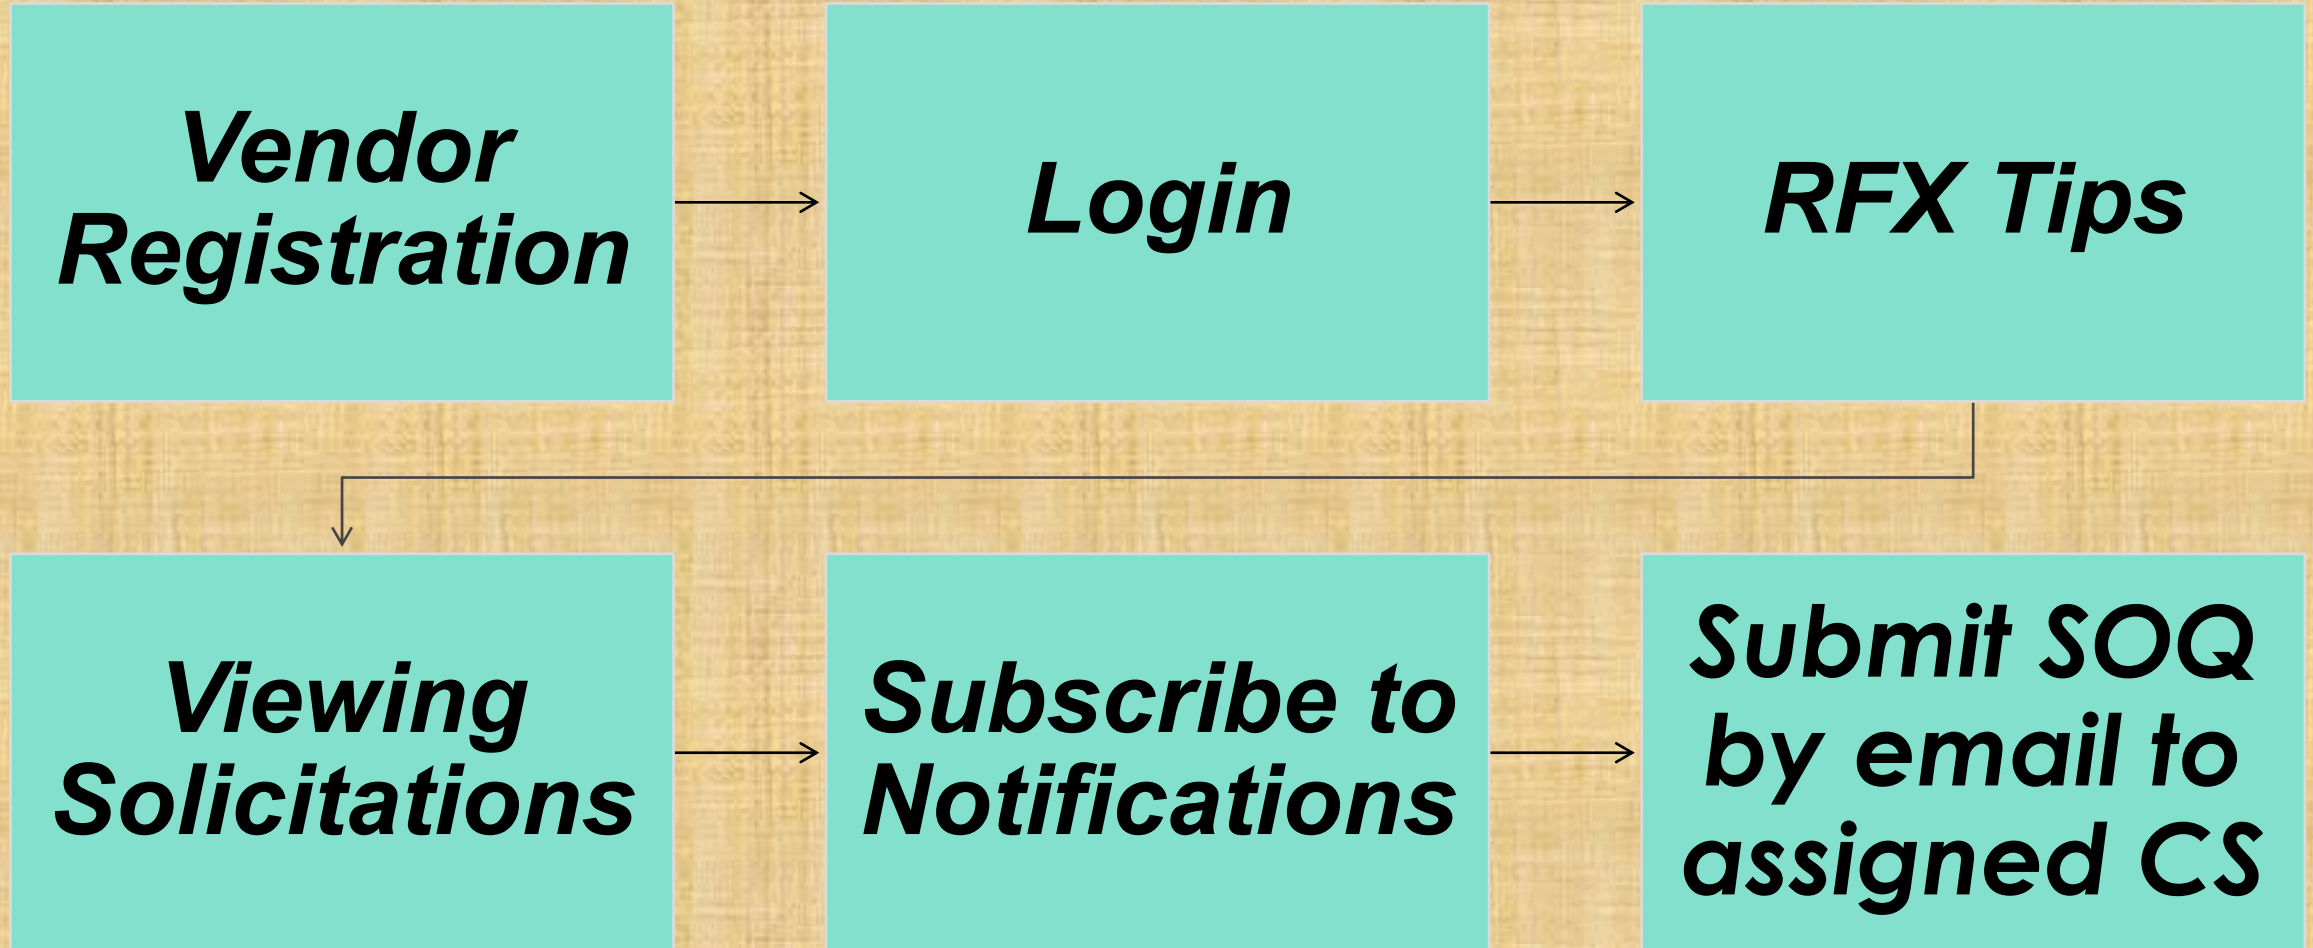 Vendor
Registration
Login
RFX Tips
Viewing
Solicitations
Subscribe to
Notifications
Submit SOQ
by email to
assigned CS